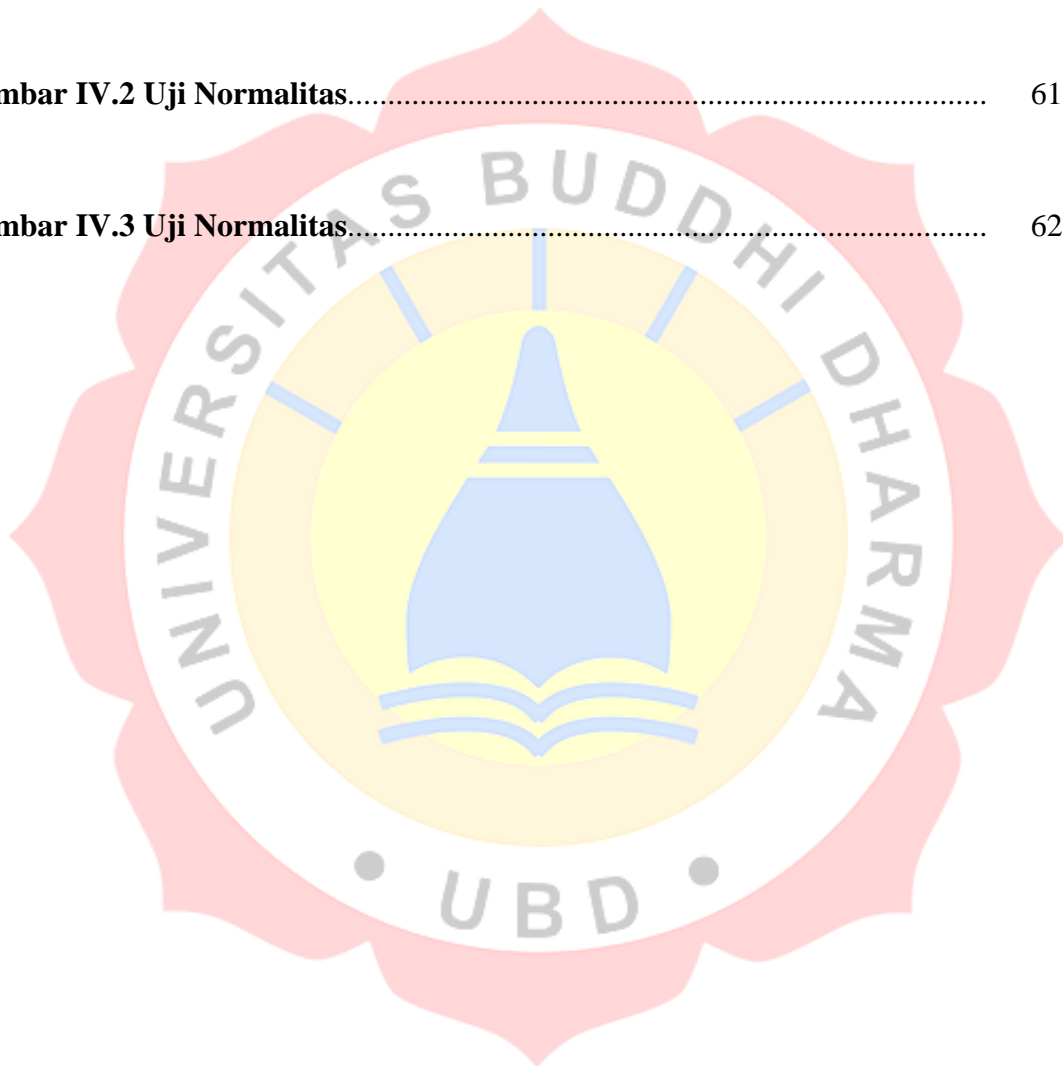 mbar IV.2 Uji Normalitas................................................................................ 61
mbar IV.3 Uji Normalitas................................................................................ 62
UNIVERSITAS BUDDHI DHARMA
• UBD •